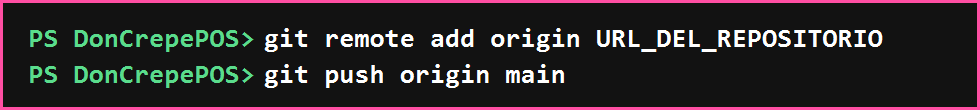 PS DonCrepePOS> git remote add origin URL_DEL_REPOSITORIO
PS DonCrepePOS> git push origin main